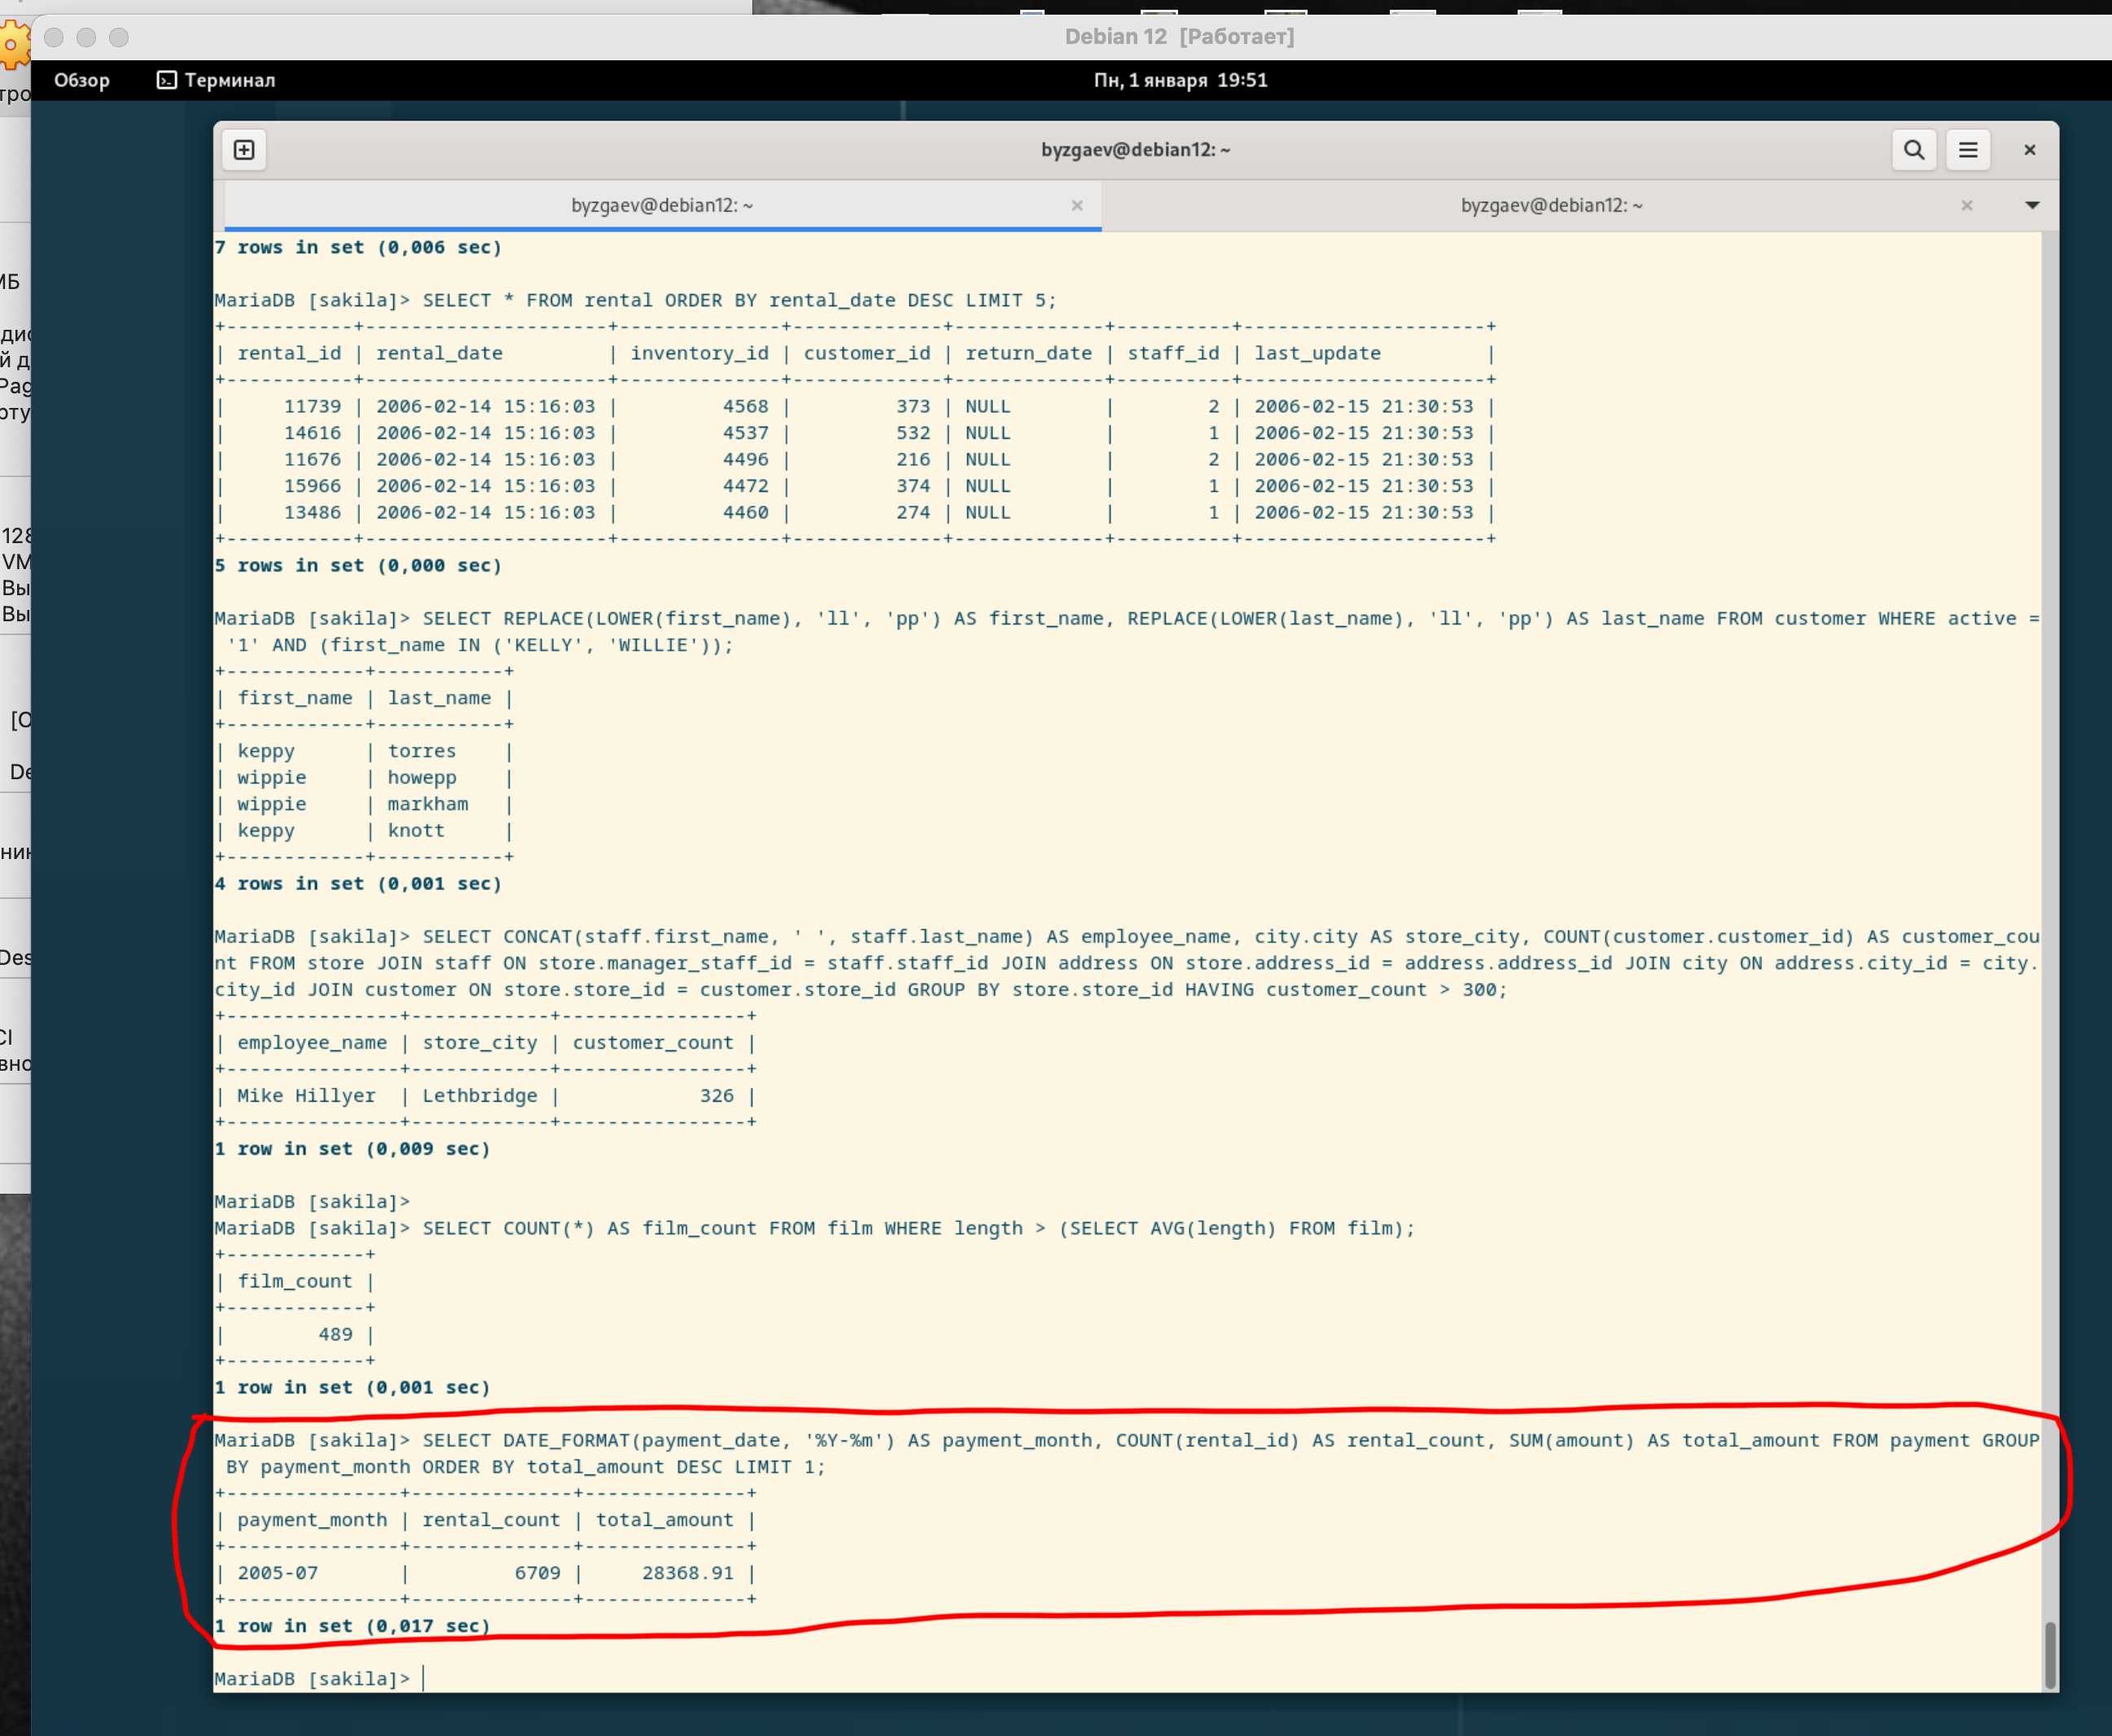 Debian 12 [Работает]
Обзор Терминал Пн, 1 января 19:51
byzgaev@debian12: ~
byzgaev@debian12: ~ × byzgaev@debian12: ~ ×
7 rows in set (0,006 sec)
MariaDB [sakila]> SELECT * FROM rental ORDER BY rental_date DESC LIMIT 5;
+-----------+---------------------+--------------+-------------+-------------+----------+---------------------+
| rental_id | rental_date         | inventory_id | customer_id | return_date | staff_id | last_update         |
+-----------+---------------------+--------------+-------------+-------------+----------+---------------------+
|     11739 | 2006-02-14 15:16:03 |         4568 |         373 | NULL        |        2 | 2006-02-15 21:30:53 |
|     14616 | 2006-02-14 15:16:03 |         4537 |         532 | NULL        |        1 | 2006-02-15 21:30:53 |
|     11676 | 2006-02-14 15:16:03 |         4496 |         216 | NULL        |        2 | 2006-02-15 21:30:53 |
|     15966 | 2006-02-14 15:16:03 |         4472 |         374 | NULL        |        1 | 2006-02-15 21:30:53 |
|     13486 | 2006-02-14 15:16:03 |         4460 |         274 | NULL        |        1 | 2006-02-15 21:30:53 |
+-----------+---------------------+--------------+-------------+-------------+----------+---------------------+
5 rows in set (0,000 sec)
MariaDB [sakila]> SELECT REPLACE(LOWER(first_name), 'll', 'pp') AS first_name, REPLACE(LOWER(last_name), 'll', 'pp') AS last_name FROM customer WHERE active =
 '1' AND (first_name IN ('KELLY', 'WILLIE'));
+------------+-----------+
| first_name | last_name |
+------------+-----------+
| keppy      | torres    |
| wippie     | howepp    |
| wippie     | markham   |
| keppy      | knott     |
+------------+-----------+
4 rows in set (0,001 sec)
MariaDB [sakila]> SELECT CONCAT(staff.first_name, ' ', staff.last_name) AS employee_name, city.city AS store_city, COUNT(customer.customer_id) AS customer_cou
nt FROM store JOIN staff ON store.manager_staff_id = staff.staff_id JOIN address ON store.address_id = address.address_id JOIN city ON address.city_id = city.
city_id JOIN customer ON store.store_id = customer.store_id GROUP BY store.store_id HAVING customer_count > 300;
+---------------+------------+----------------+
| employee_name | store_city | customer_count |
+---------------+------------+----------------+
| Mike Hillyer  | Lethbridge |            326 |
+---------------+------------+----------------+
1 row in set (0,009 sec)
MariaDB [sakila]>
MariaDB [sakila]> SELECT COUNT(*) AS film_count FROM film WHERE length > (SELECT AVG(length) FROM film);
+------------+
| film_count |
+------------+
|        489 |
+------------+
1 row in set (0,001 sec)
MariaDB [sakila]> SELECT DATE_FORMAT(payment_date, '%Y-%m') AS payment_month, COUNT(rental_id) AS rental_count, SUM(amount) AS total_amount FROM payment GROUP
 BY payment_month ORDER BY total_amount DESC LIMIT 1;
+---------------+--------------+--------------+
| payment_month | rental_count | total_amount |
+---------------+--------------+--------------+
| 2005-07       |         6709 |     28368.91 |
+---------------+--------------+--------------+
1 row in set (0,017 sec)
MariaDB [sakila]>